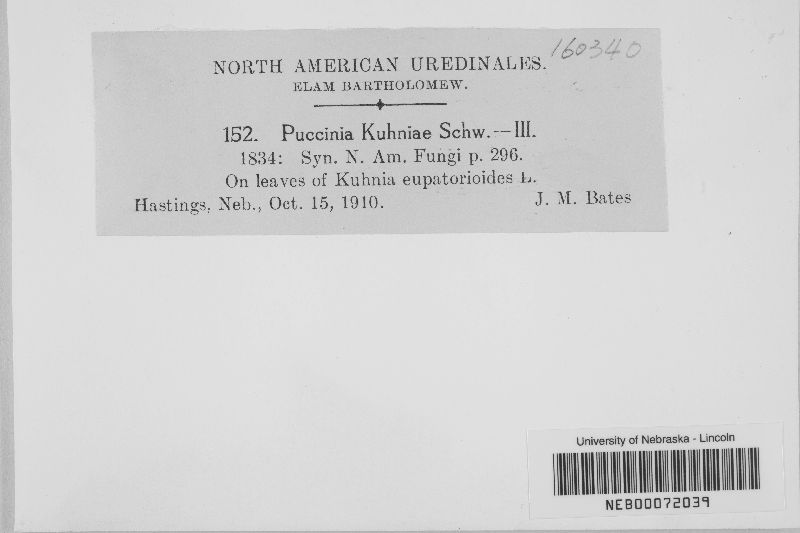 160340
NORTH AMERICAN UREDINALES.
ELAM BARTHOLOMEW.
152. Puccinia Kuhniae Schw.—III.
1834: Syn. N. Am. Fungi p. 296.
On leaves of Kuhnia eupatorioides L.
Hastings, Neb., Oct. 15, 1910. J. M. Bates
University of Nebraska - Lincoln
NEB00072039